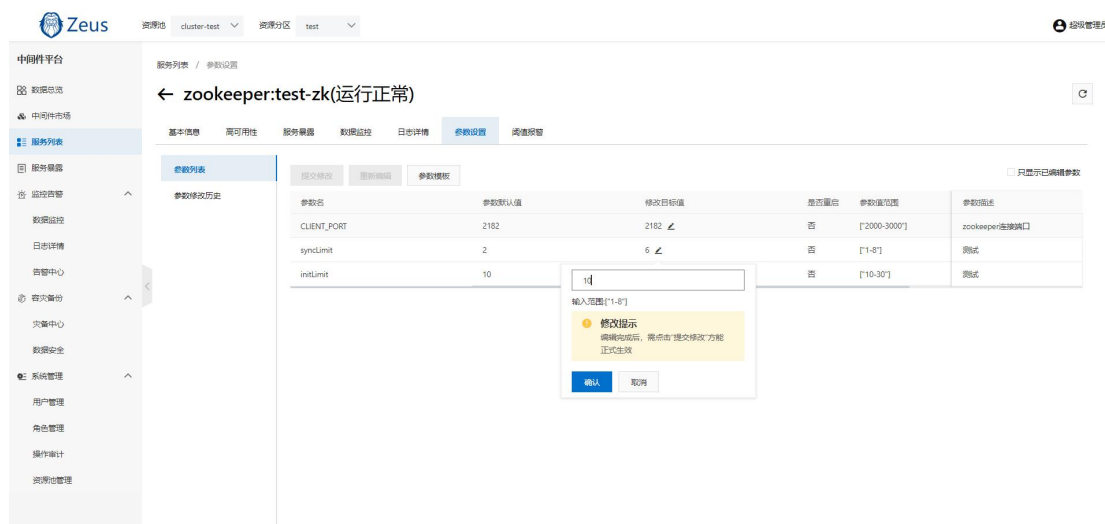 Zeus 资源池 cluster-test 资源分区 test 超级管理员
中间件平台
服务列表 / 参数设置
数据总览
← zookeeper:test-zk(运行正常)
中间件市场
基本信息 高可用性 服务暴露 数据监控 日志详情 参数设置 阈值报警
服务列表
服务暴露
参数列表
提交修改 重新编辑 参数模板 只显示已编辑参数
监控告警
参数修改历史
参数名 参数默认值 修改目标值 是否重启 参数值范围 参数描述
数据监控
CLIENT_PORT 2182 2182 否 ["2000-3000"] zookeeper连接端口
日志详情
syncLimit 2 6 否 ["1-8"] 测试
告警中心
initLimit 10 否 ["10-30"] 测试
10
容灾备份
输入范围:["1-8"]
灾备中心
修改提示
编辑完成后，需点击“提交修改”方能
正式生效
数据安全
系统管理
确认 取消
用户管理
角色管理
操作审计
资源池管理